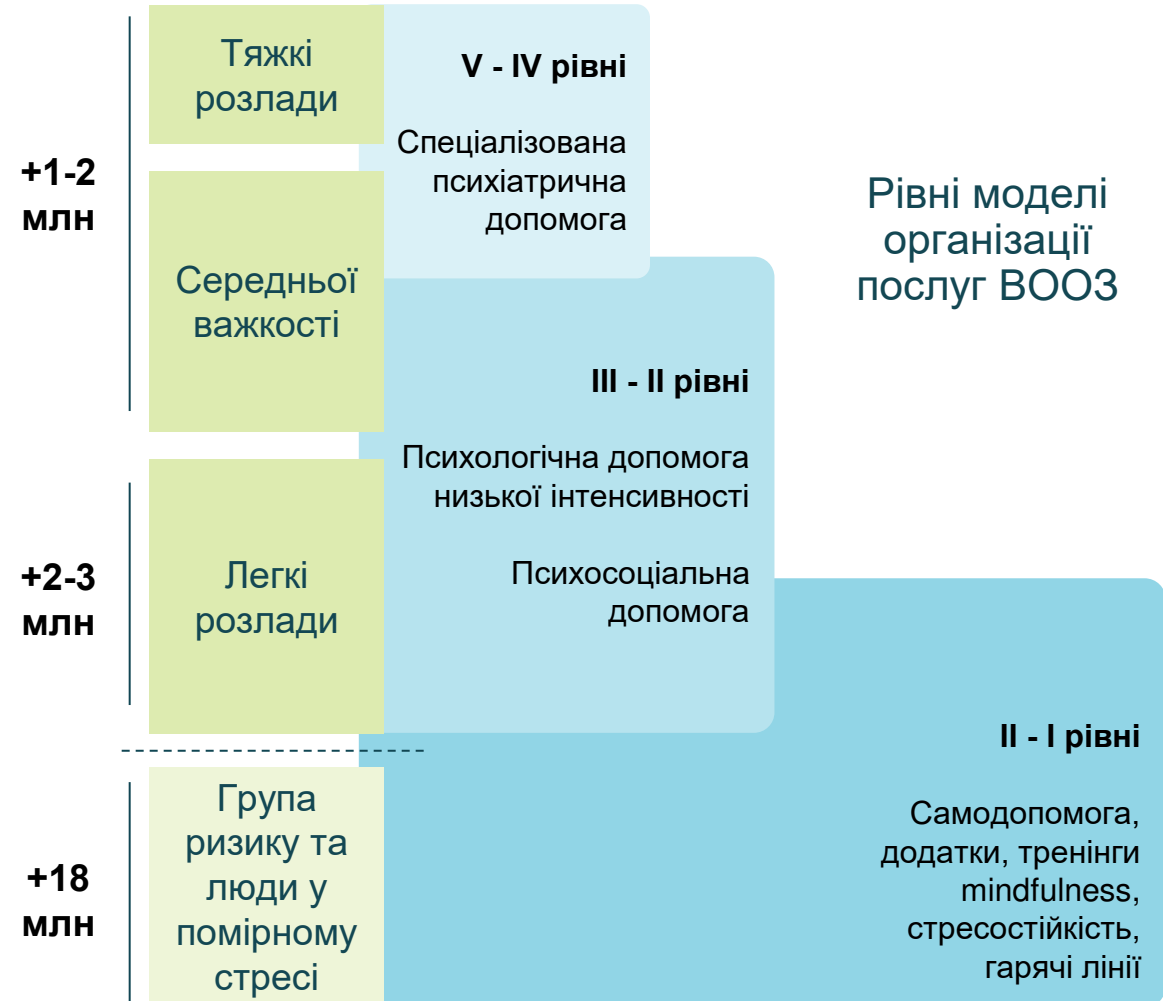 Тяжкі
розлади
V - IV рівні
Спеціалізована
психіатрична
допомога
+1-2
млн
Середньої
важкості
Рівні моделі
організації
послуг ВООЗ
III - II рівні
Психологічна допомога
низької інтенсивності
Психосоціальна
допомога
+2-3
млн
Легкі
розлади
II - I рівні
Самодопомога,
додатки, тренінги
mindfulness,
стресостійкість,
гарячі лінії
+18
млн
Група
ризику та
люди у
помірному
стресі